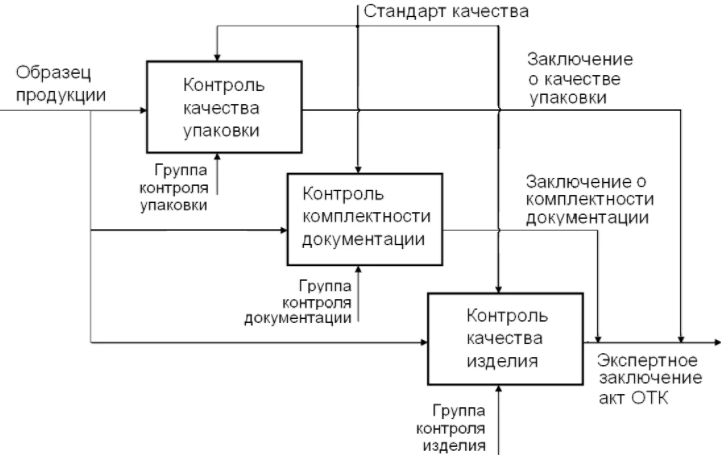 Стандарт качества
Образец
продукции
Контроль
качества
упаковки
Заключение
о качестве
упаковки
Группа
контроля
упаковки
Контроль
комплектности
документации
Заключение о
комплектности
документации
Группа
контроля
документации
Контроль
качества
изделия
Экспертное
заключение
акт ОТК
Группа
контроля
изделия